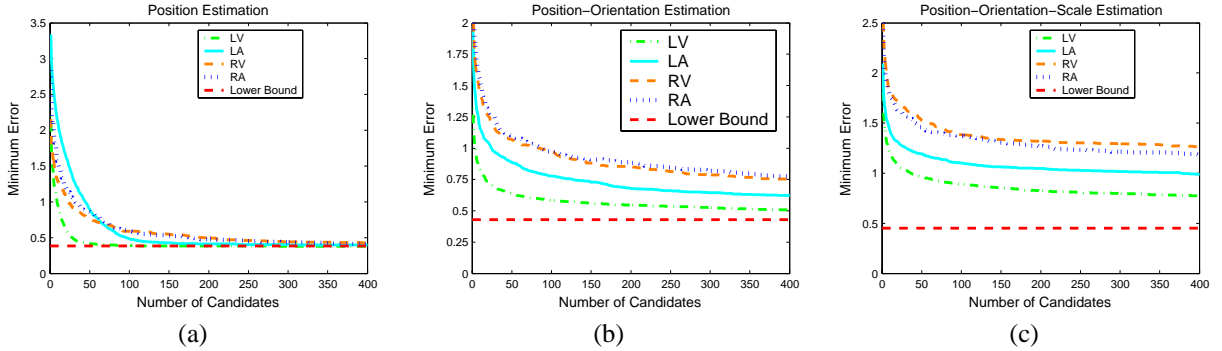 Position Estimation
3.5
3
2.5
2
1.5
1
0.5
0
Minimum Error
LV
LA
RV
RA
Lower Bound
0 50 100 150 200 250 300 350 400
Number of Candidates
(a)
Position−Orientation Estimation
2
1.75
1.5
1.25
1
0.75
0.5
0.25
0
Minimum Error
LV
LA
RV
RA
Lower Bound
0 50 100 150 200 250 300 350 400
Number of Candidates
(b)
Position−Orientation−Scale Estimation
2.5
2
1.5
1
0.5
0
Minimum Error
LV
LA
RV
RA
Lower Bound
0 50 100 150 200 250 300 350 400
Number of Candidates
(c)